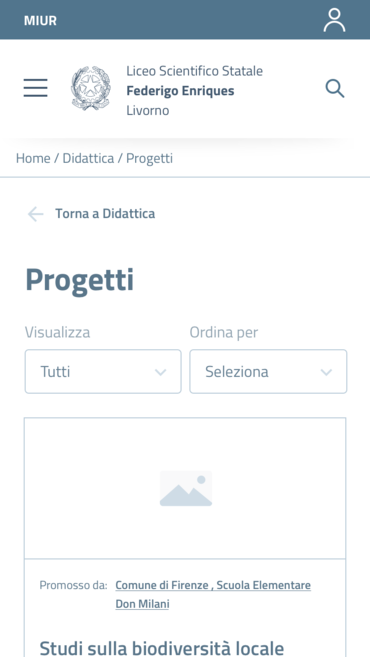 MIUR
Liceo Scientifico Statale
Federigo Enriques
Livorno
Home / Didattica / Progetti
Torna a Didattica
Progetti
Visualizza
Ordina per
Tutti
Seleziona
Promosso da: Comune di Firenze , Scuola Elementare
Don Milani
Studi sulla biodiversità locale